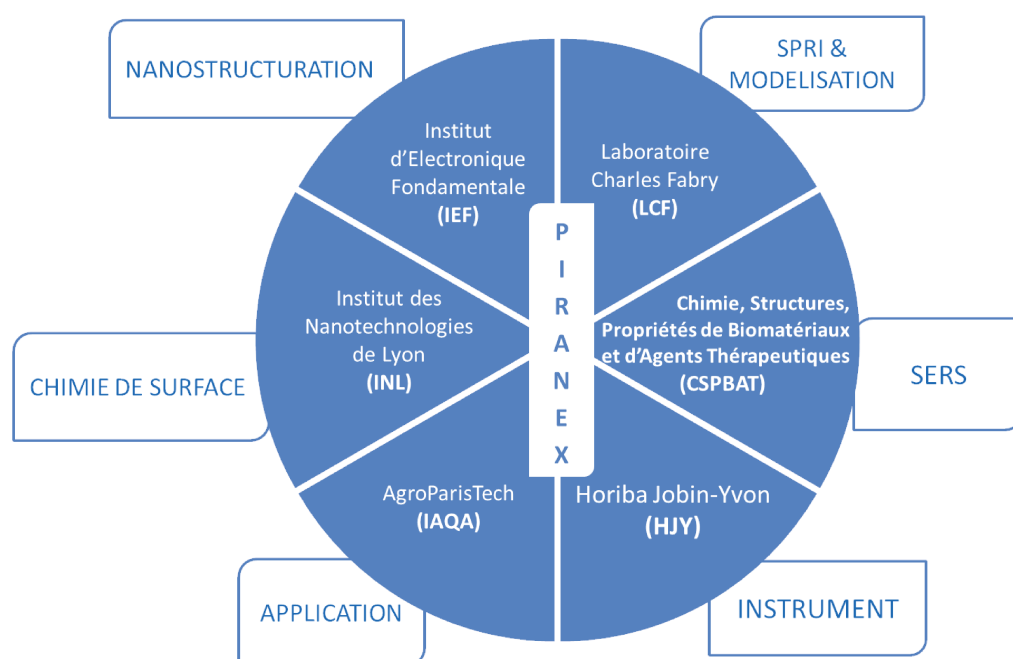 NANOSTRUCTURATION
SPRI &
MODELISATION
Institut
d’Electronique
Fondamentale
(IEF)
Laboratoire
Charles Fabry
(LCF)
PIRANEX
Institut des
Nanotechnologies
de Lyon
(INL)
Chimie, Structures,
Propriétés de Biomatériaux
et d’Agents Thérapeutiques
(CSPBAT)
CHIMIE DE SURFACE
SERS
AgroParisTech
(IAQA)
Horiba Jobin-Yvon
(HJY)
APPLICATION
INSTRUMENT